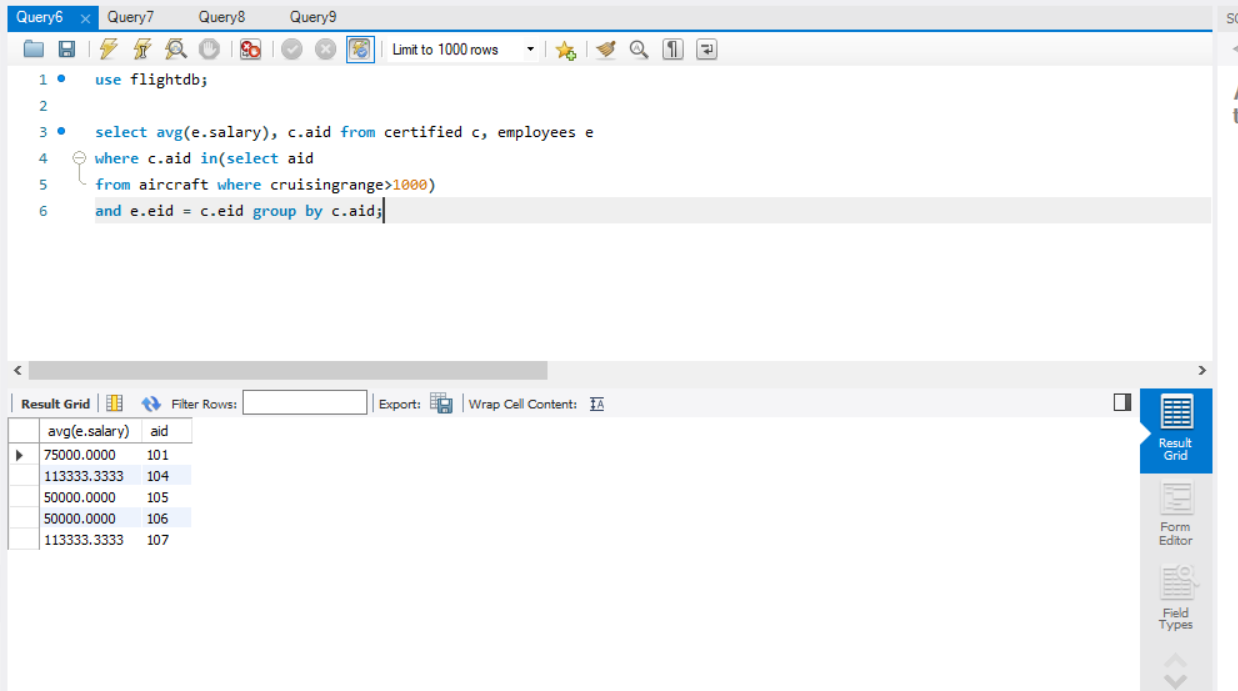 Query6 × Query7 Query8 Query9
Limit to 1000 rows
1 use flightdb;
2
3 select avg(e.salary), c.aid from certified c, employees e
4 where c.aid in(select aid
5 from aircraft where cruisingrange>1000)
6 and e.eid = c.eid group by c.aid;
Result Grid Filter Rows: Export: Wrap Cell Content: IA
avg(e.salary) aid
75000.0000 101
113333.3333 104
50000.0000 105
50000.0000 106
113333.3333 107
Result
Grid
Form
Editor
Field
Types